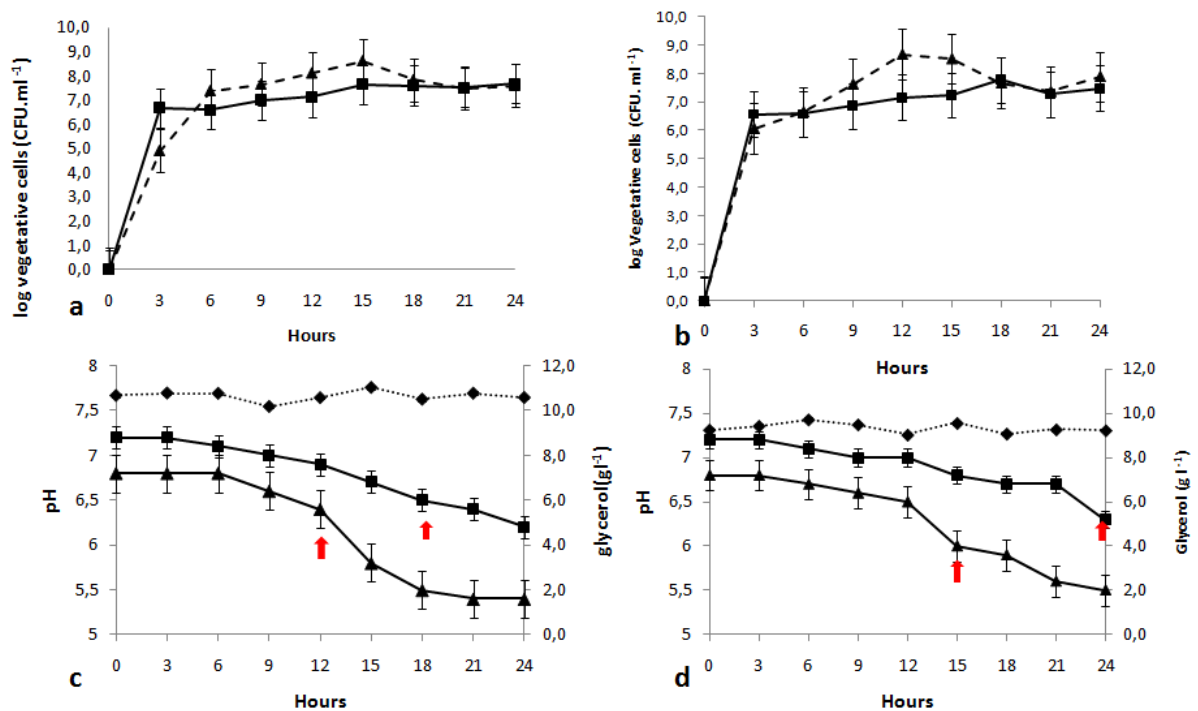 log vegetative cells (CFU.ml⁻¹)
10,0
9,0
8,0
7,0
6,0
5,0
4,0
3,0
2,0
1,0
0,0
0 3 6 9 12 15 18 21 24
Hours
a
log Vegetative cells (CFU. ml⁻¹)
10,0
9,0
8,0
7,0
6,0
5,0
4,0
3,0
2,0
1,0
0,0
0 3 6 9 12 15 18 21 24
Hours
b
pH
8
7,5
7
6,5
6
5,5
5
12,0
10,0
8,0
6,0
4,0
2,0
0,0
glycerol(gl⁻¹)
0 3 6 9 12 15 18 21 24
Hours
c
pH
8
7,5
7
6,5
6
5,5
5
12,0
10,0
8,0
6,0
4,0
2,0
0,0
Glycerol (g l⁻¹)
0 3 6 9 12 15 18 21 24
Hours
d